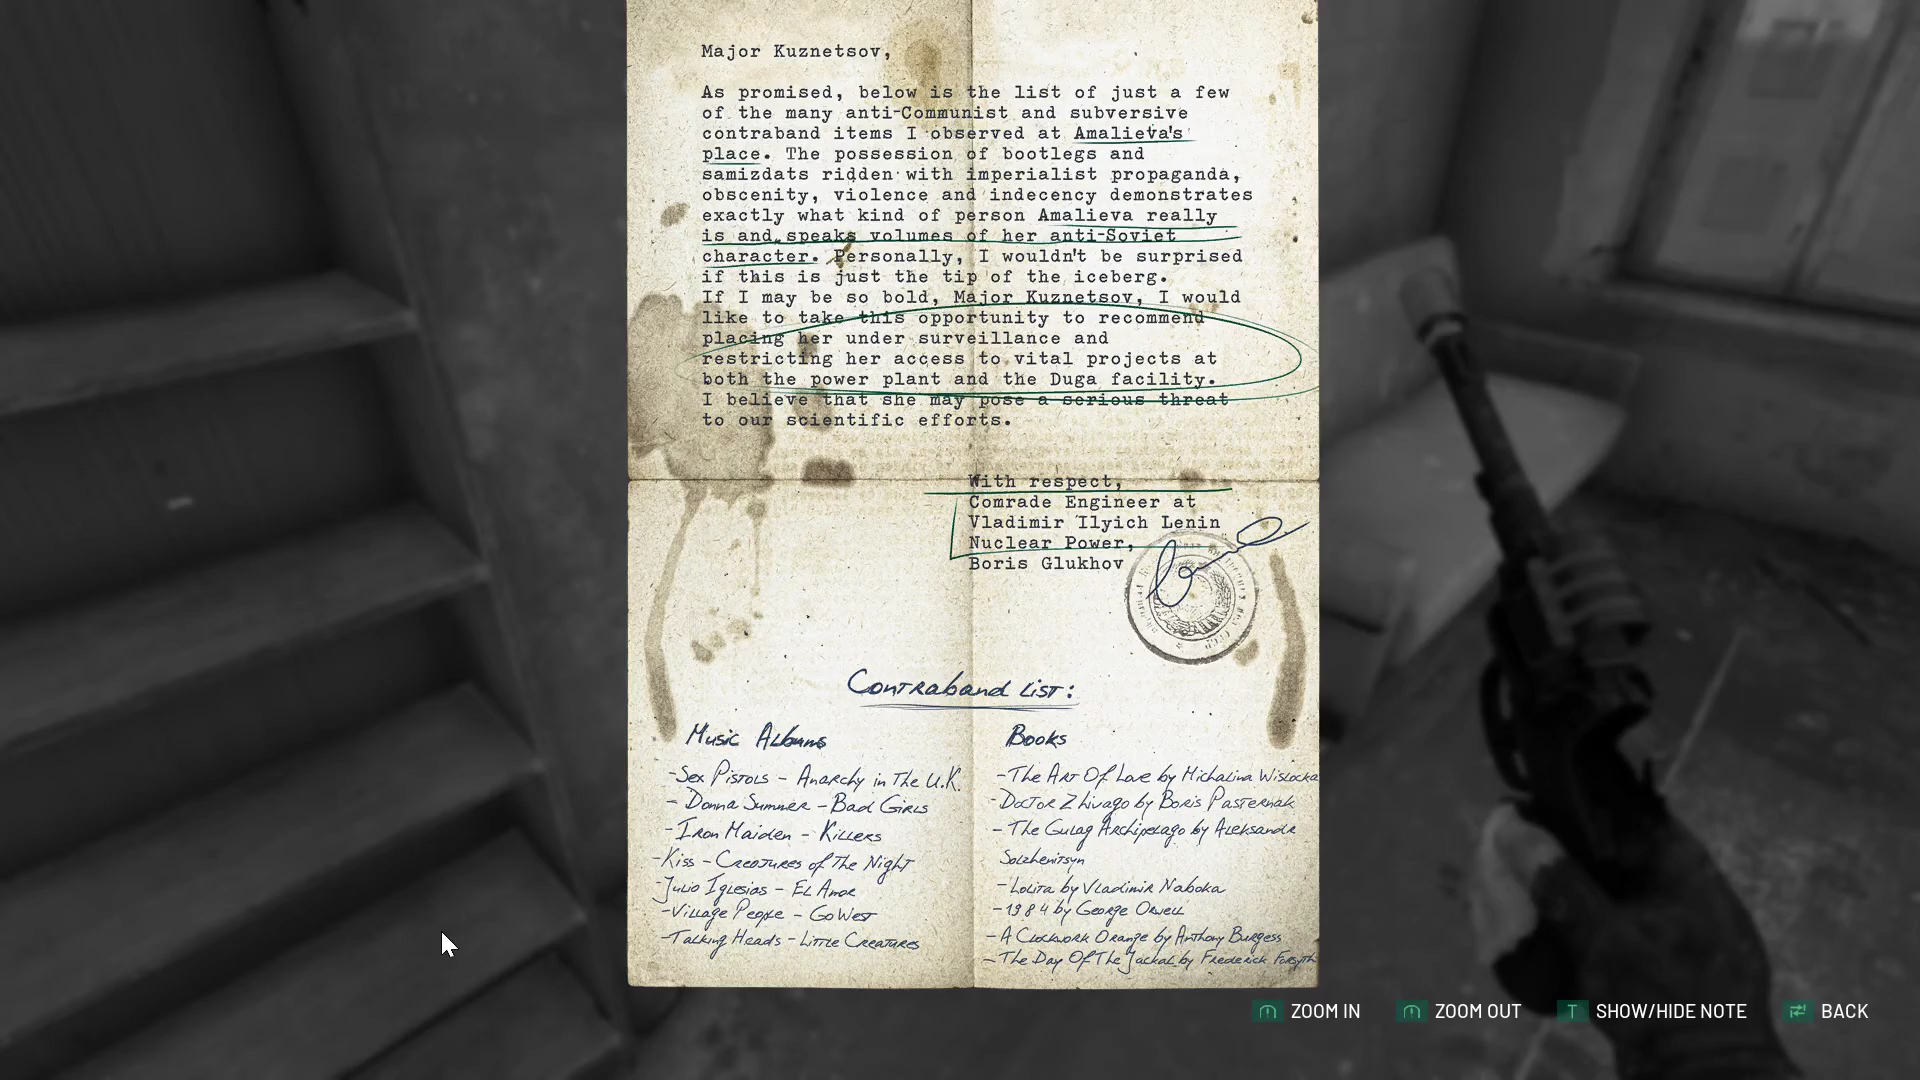 Major Kuznetsov,
As promised, below is the list of just a few
of the many anti-Communist and subversive
contraband items I observed at Amalieva's
place. The possession of bootlegs and
samizdats ridden with imperialist propaganda,
obscenity, violence and indecency demonstrates
exactly what kind of person Amalieva really
is and speaks volumes of her anti-Soviet
character. Personally, I wouldn't be surprised
if this is just the tip of the iceberg.
If I may be so bold, Major Kuznetsov, I would
like to take this opportunity to recommend
placing her under surveillance and
restricting her access to vital projects at
both the power plant and the Duga facility.
I believe that she may pose a serious threat
to our scientific efforts.
With respect,
Comrade Engineer at
Vladimir Ilyich Lenin
Nuclear Power,
Boris Glukhov
Contraband List:
Music Albums
-Sex Pistols - Anarchy in The U.K.
- Donna Summer - Bad Girls
-Iron Maiden - Killers
-Kiss - Creatures of The Night
-Julio Iglesias - El Amor
-Village People - Go West
-Talking Heads - Little Creatures
Books
-The Art Of Love by Michalina Wislocka
-Doctor Zhivago by Boris Pasternak
- The Gulag Archipelago by Aleksandr
Solzhenitsyn
-Lolita by Vladimir Naboka
-1984 by George Orwell
-A Clockwork Orange by Anthony Burgess
-The Day Of The Jackal by Frederick Forsyth
ZOOM IN
ZOOM OUT
T SHOW/HIDE NOTE
BACK